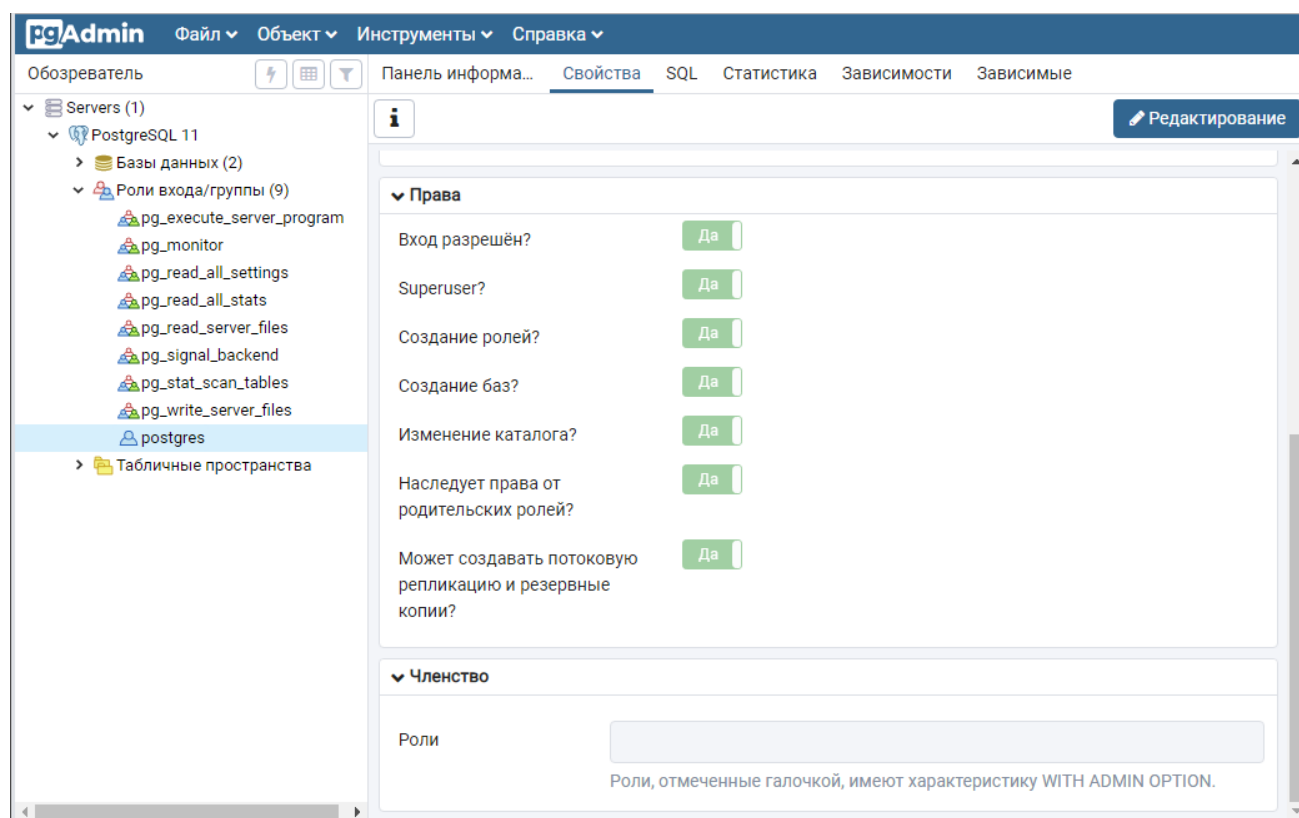 pgAdmin Файл Объект Инструменты Справка
Обозреватель
Панель информа... Свойства SQL Статистика Зависимости Зависимые
Servers (1)
PostgreSQL 11
Базы данных (2)
Роли входа/группы (9)
pg_execute_server_program
pg_monitor
pg_read_all_settings
pg_read_all_stats
pg_read_server_files
pg_signal_backend
pg_stat_scan_tables
pg_write_server_files
postgres
Табличные пространства
i Редактирование
Права
Вход разрешён? Да
Superuser? Да
Создание ролей? Да
Создание баз? Да
Изменение каталога? Да
Наследует права от Да
родительских ролей?
Может создавать потоковую Да
репликацию и резервные
копии?
Членство
Роли
Роли, отмеченные галочкой, имеют характеристику WITH ADMIN OPTION.